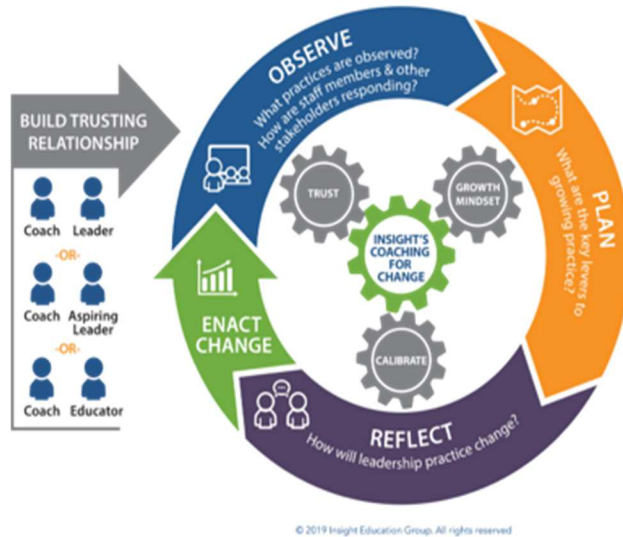 BUILD TRUSTING
RELATIONSHIP
Coach Leader
-OR-
Coach Aspiring
Leader
-OR-
Coach Educator
OBSERVE
What practices are observed?
How are staff members & other
stakeholders responding?
PLAN
What are the key levers to
growing practice?
REFLECT
How will leadership practice change?
ENACT
CHANGE
TRUST
GROWTH
MINDSET
INSIGHT'S
COACHING
FOR
CHANGE
CALIBRATE
© 2019 Insight Education Group. All rights reserved